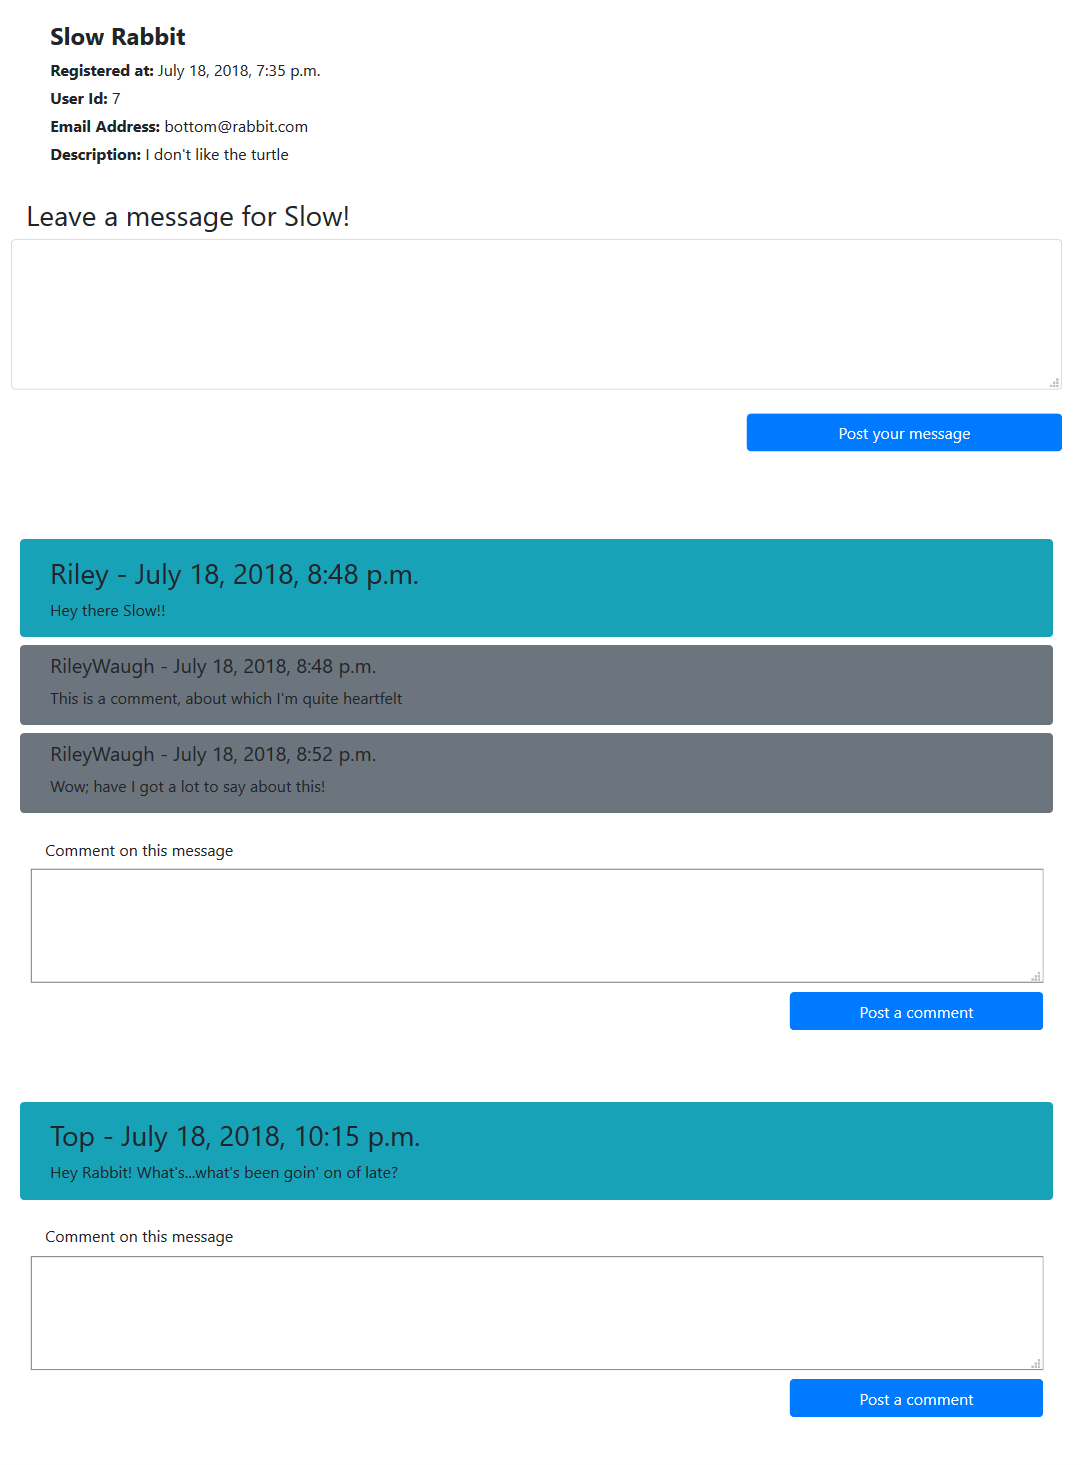 Slow Rabbit
Registered at: July 18, 2018, 7:35 p.m.
User Id: 7
Email Address: bottom@rabbit.com
Description: I don't like the turtle
Leave a message for Slow!
Post your message
Riley - July 18, 2018, 8:48 p.m.
Hey there Slow!!
RileyWaugh - July 18, 2018, 8:48 p.m.
This is a comment, about which I'm quite heartfelt
RileyWaugh - July 18, 2018, 8:52 p.m.
Wow; have I got a lot to say about this!
Comment on this message
Post a comment
Top - July 18, 2018, 10:15 p.m.
Hey Rabbit! What's...what's been goin' on of late?
Comment on this message
Post a comment